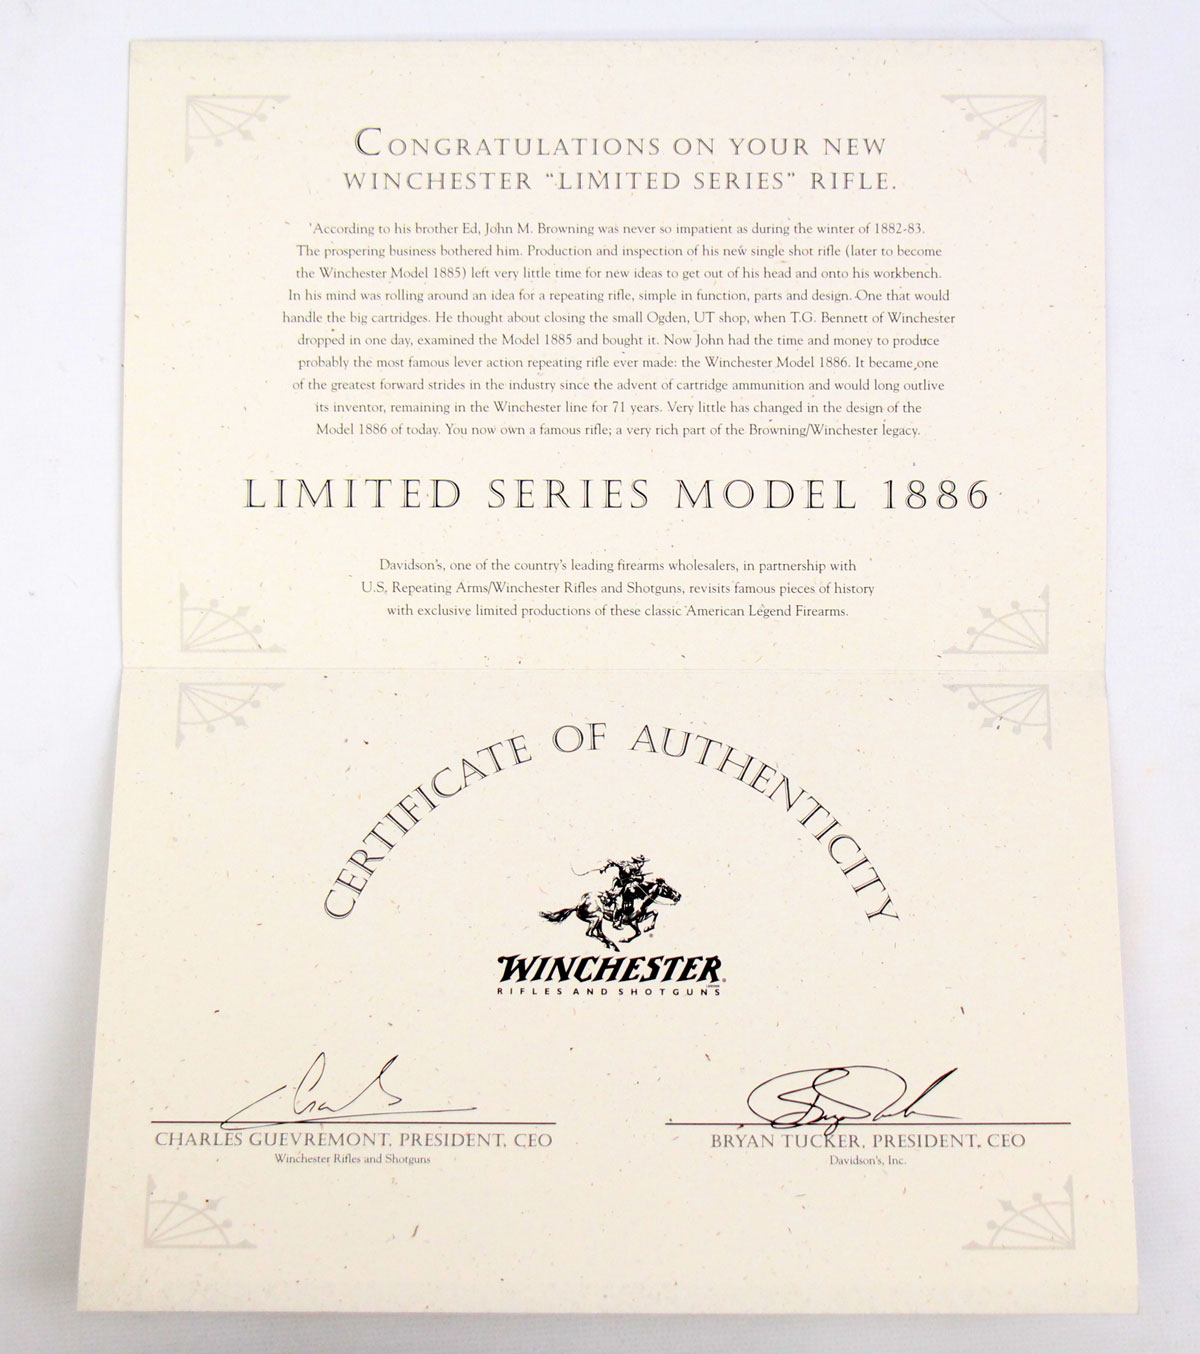 CONGRATULATIONS ON YOUR NEW
WINCHESTER "LIMITED SERIES" RIFLE.
According to his brother Ed, John M. Browning was never so impatient as during the winter of 1882-83.
The prospering business bothered him. Production and inspection of his new single shot rifle (later to become
the Winchester Model 1885) left very little time for new ideas to get out of his head and onto his workbench.
In his mind was rolling around an idea for a repeating rifle, simple in function, parts and design. One that would
handle the big cartridges. He thought about closing the small Ogden, UT shop, when T.G. Bennett of Winchester
dropped in one day, examined the Model 1885 and bought it. Now John had the time and money to produce
probably the most famous lever action repeating rifle ever made: the Winchester Model 1886. It became one
of the greatest forward strides in the industry since the advent of cartridge ammunition and would long outlive
its inventor, remaining in the Winchester line for 71 years. Very little has changed in the design of the
Model 1886 of today. You now own a famous rifle; a very rich part of the Browning/Winchester legacy.
LIMITED SERIES MODEL 1886
Davidson's, one of the country's leading firearms wholesalers, in partnership with
U.S. Repeating Arms/Winchester Rifles and Shotguns, revisits famous pieces of history
with exclusive limited productions of these classic American Legend Firearms.
CERTIFICATE OF AUTHENTICITY
WINCHESTER®
RIFLES AND SHOTGUNS
CHARLES GUEVREMONT, PRESIDENT, CEO
Winchester Rifles and Shotguns
BRYAN TUCKER, PRESIDENT, CEO
Davidson's, Inc.